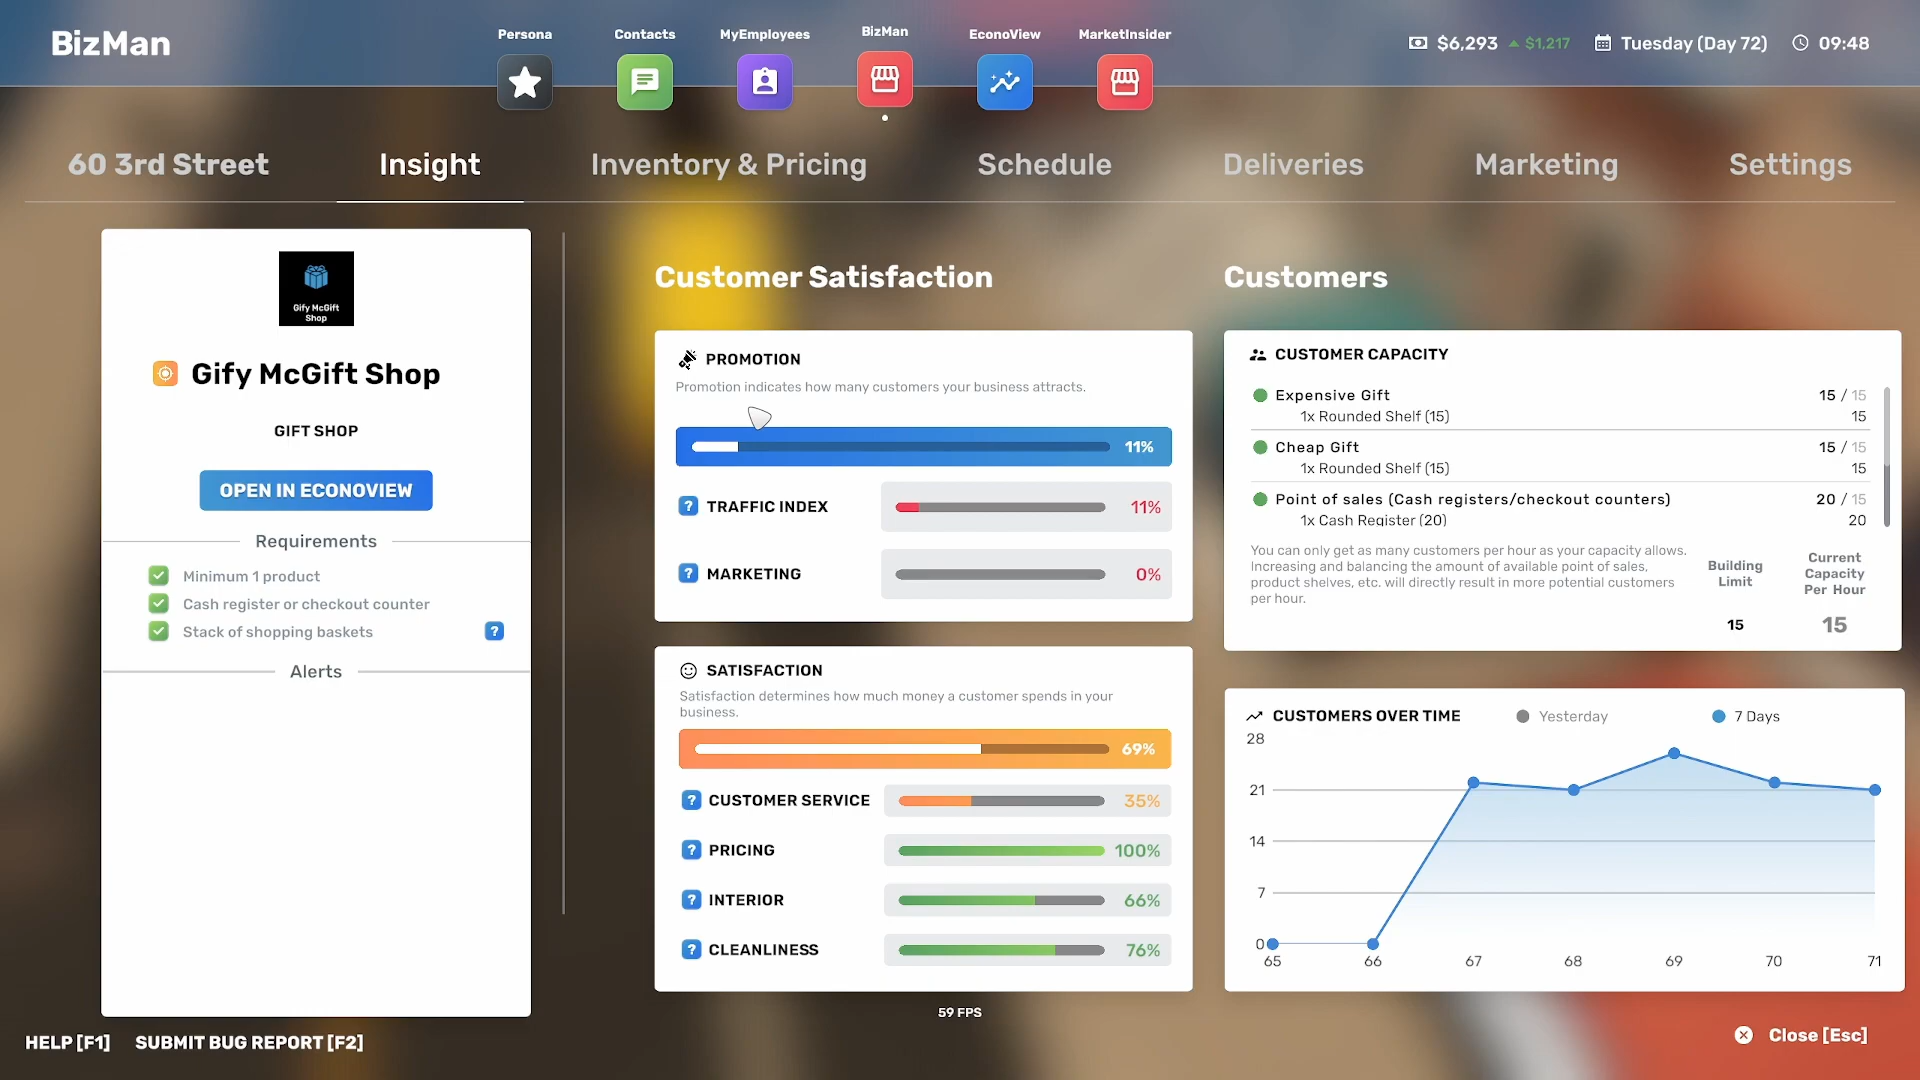 BizMan
Persona
Contacts
MyEmployees
BizMan
EconoView
MarketInsider
$6,293 $1,217
Tuesday (Day 72)
09:48
60 3rd Street
Insight
Inventory & Pricing
Schedule
Deliveries
Marketing
Settings
Gify McGift
Shop
Gify McGift Shop
GIFT SHOP
OPEN IN ECONOVIEW
Requirements
Minimum 1 product
Cash register or checkout counter
Stack of shopping baskets
?
Alerts
Customer Satisfaction
PROMOTION
Promotion indicates how many customers your business attracts.
11%
? TRAFFIC INDEX 11%
? MARKETING 0%
SATISFACTION
Satisfaction determines how much money a customer spends in your
business.
69%
? CUSTOMER SERVICE 35%
? PRICING 100%
? INTERIOR 66%
? CLEANLINESS 76%
Customers
CUSTOMER CAPACITY
Expensive Gift 15 / 15
1x Rounded Shelf (15) 15
Cheap Gift 15 / 15
1x Rounded Shelf (15) 15
Point of sales (Cash registers/checkout counters) 20 / 15
1x Cash Register (20) 20
You can only get as many customers per hour as your capacity allows.
Increasing and balancing the amount of available point of sales,
product shelves, etc. will directly result in more potential customers
per hour.
Building
Limit
15
Current
Capacity
Per Hour
15
CUSTOMERS OVER TIME
Yesterday
7 Days
28
21
14
7
0
65 66 67 68 69 70 71
59 FPS
HELP [F1]
SUBMIT BUG REPORT [F2]
Close [Esc]